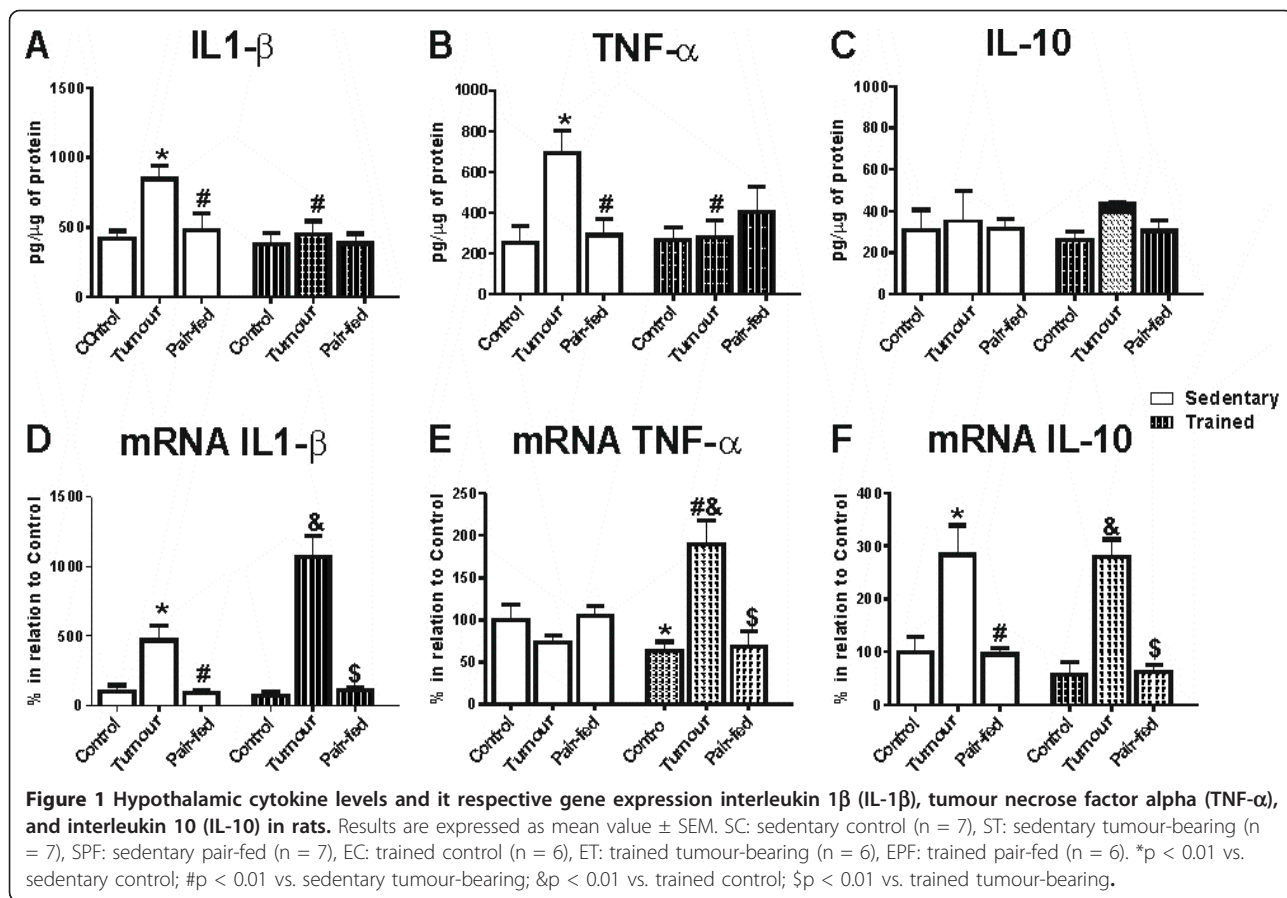 A IL1-β
B TNF-α
C IL-10
pg/µg of protein
1500
1000
500
0
*
#
#
COntrol
Tumour
Pair-fed
Control
Tumour
Pair-fed
pg/µg of protein
1000
800
600
400
200
0
*
#
#
Control
Tumour
Pair-fed
Control
Tumour
Pair-fed
pg/µg of protein
1000
800
600
400
200
0
Control
Tumour
Pair-fed
Control
Tumour
Pair-fed
Sedentary
Trained
D mRNA IL1-β
E mRNA TNF-α
F mRNA IL-10
% in relation to Control
1500
1000
500
0
*
#
&
$
Control
Tumour
Pair-fed
Control
Tumour
Pair-fed
% in relation to Control
250
200
150
100
50
0
*
#&
$
Control
Tumour
Pair-fed
Contro
Tumour
Pair-fed
% in relation to Control
400
300
200
100
0
*
#
&
$
Control
Tumour
Pair-fed
Control
Tumour
Pair-fed
Figure 1 Hypothalamic cytokine levels and it respective gene expression interleukin 1β (IL-1β), tumour necrose factor alpha (TNF-α),
and interleukin 10 (IL-10) in rats. Results are expressed as mean value ± SEM. SC: sedentary control (n = 7), ST: sedentary tumour-bearing (n
= 7), SPF: sedentary pair-fed (n = 7), EC: trained control (n = 6), ET: trained tumour-bearing (n = 6), EPF: trained pair-fed (n = 6). *p < 0.01 vs.
sedentary control; #p < 0.01 vs. sedentary tumour-bearing; &p < 0.01 vs. trained control; $p < 0.01 vs. trained tumour-bearing.